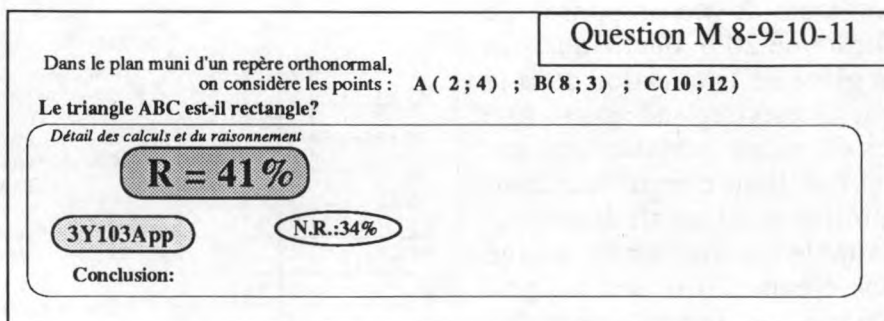 Question M 8-9-10-11
Dans le plan muni d'un repère orthonormal,
on considère les points : A ( 2 ; 4 ) ; B( 8 ; 3 ) ; C(10 ; 12 )
Le triangle ABC est-il rectangle?
Détail des calculs et du raisonnement
R = 41%
3Y103App
N.R.:34%
Conclusion: